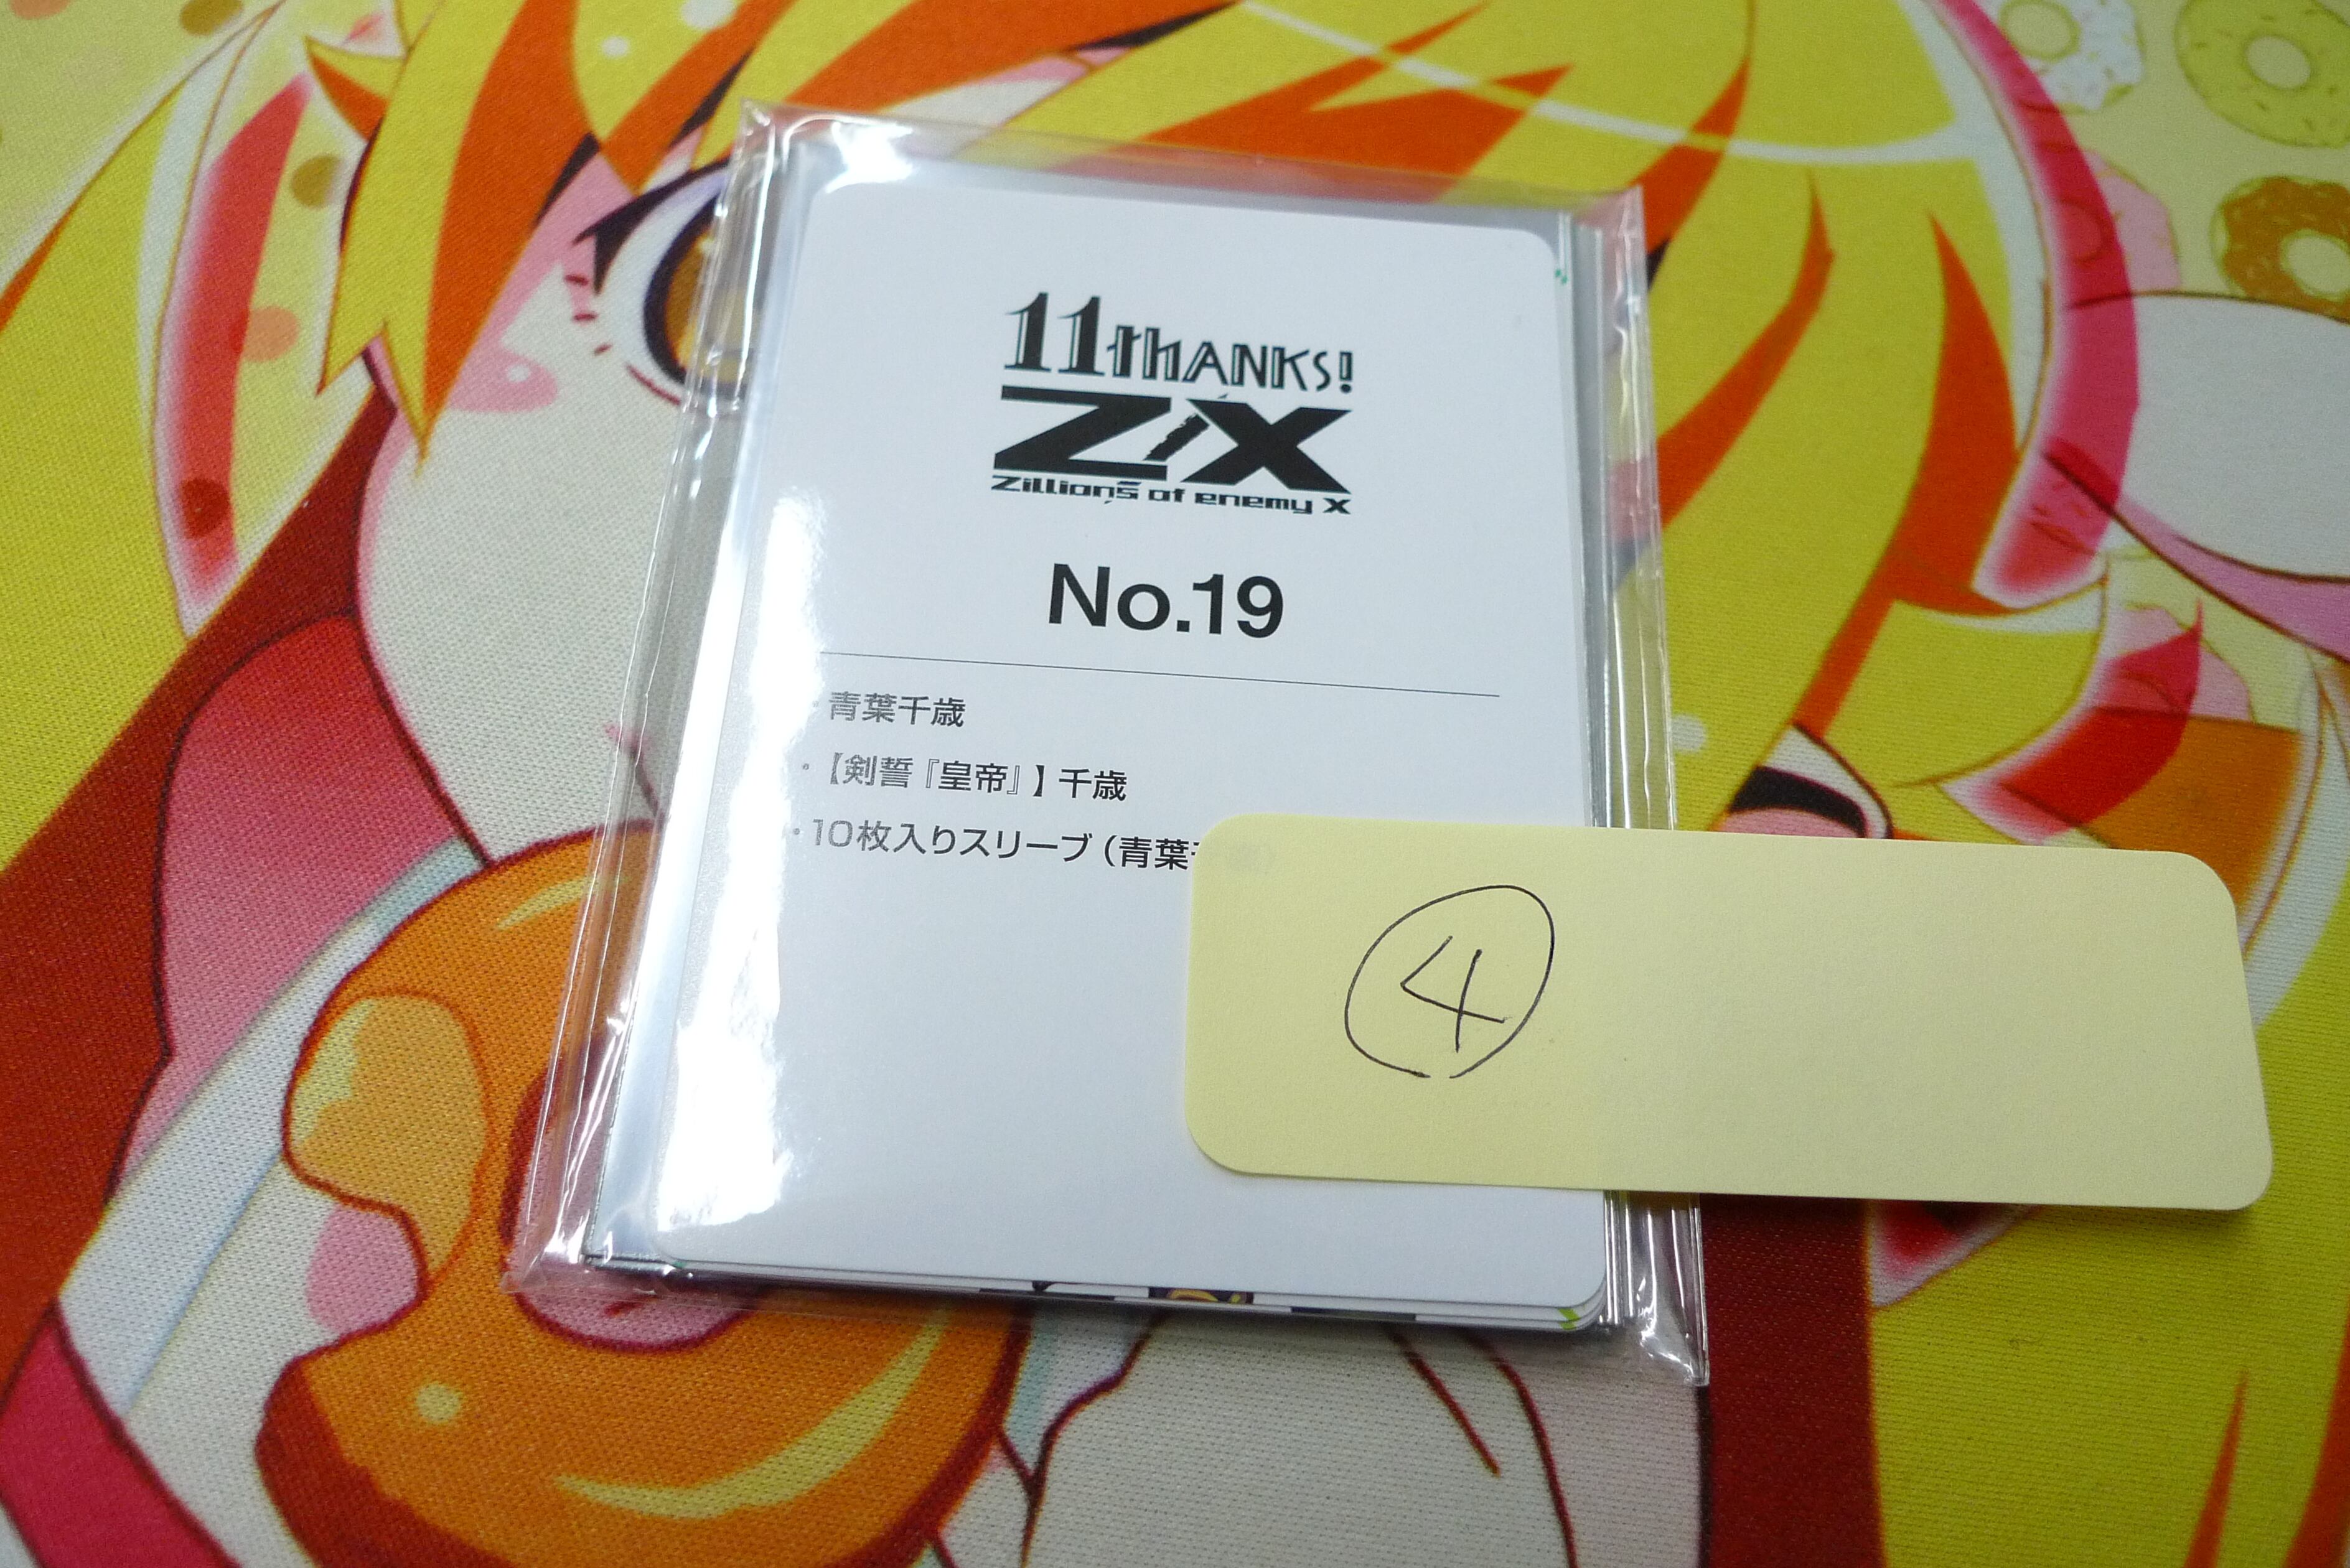 11thANKS!
Z/X
Zillions of enemy X
No.19
・青葉千歳
・【剣誓『皇帝』】千歳
・10枚入りスリーブ（青葉
④